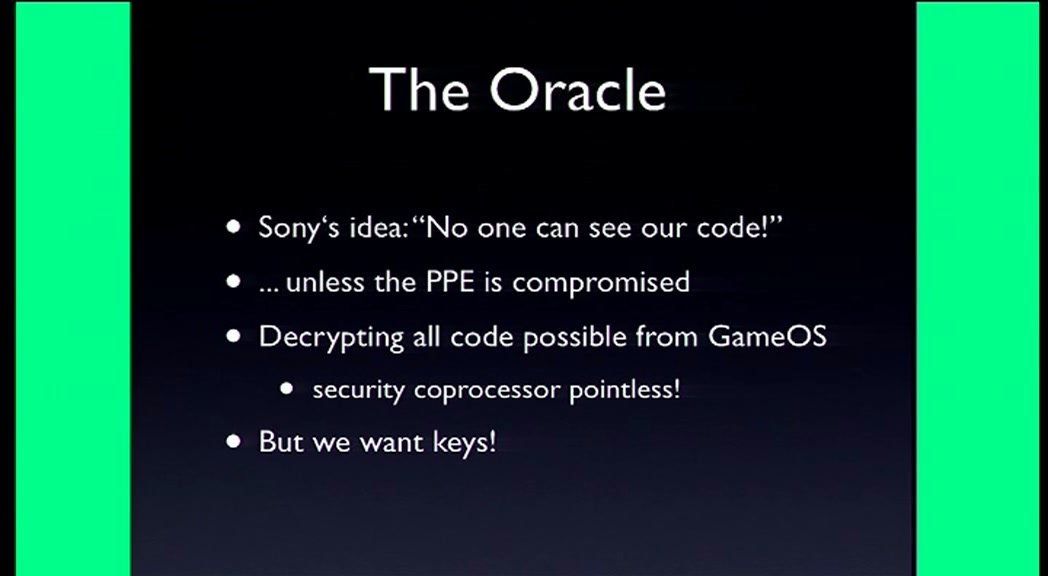 The Oracle
• Sony‘s idea: “No one can see our code!”
• ... unless the PPE is compromised
• Decrypting all code possible from GameOS
• security coprocessor pointless!
• But we want keys!